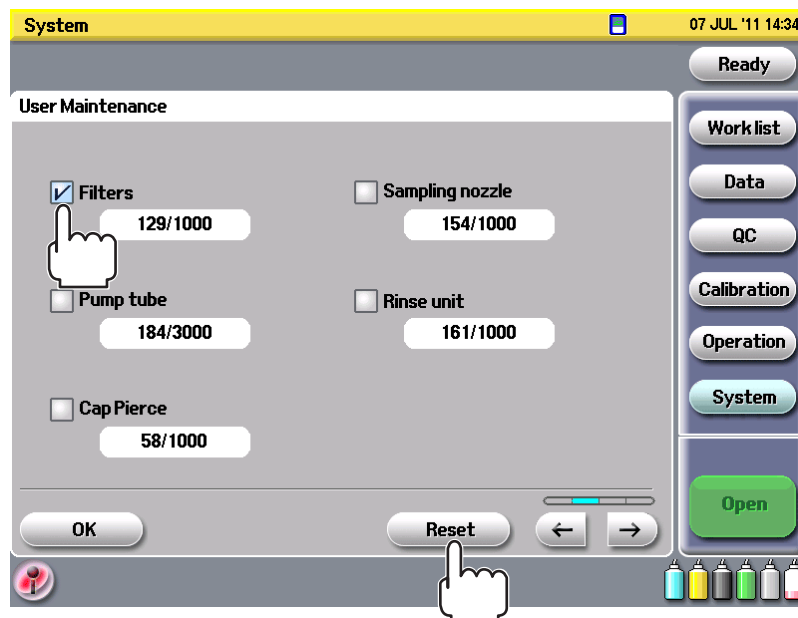 System
07 JUL '11 14:34
Ready
User Maintenance
Work list
Filters
Sampling nozzle
Data
129/1000
154/1000
QC
Pump tube
Rinse unit
Calibration
184/3000
161/1000
Operation
Cap Pierce
System
58/1000
Open
OK
Reset
← →